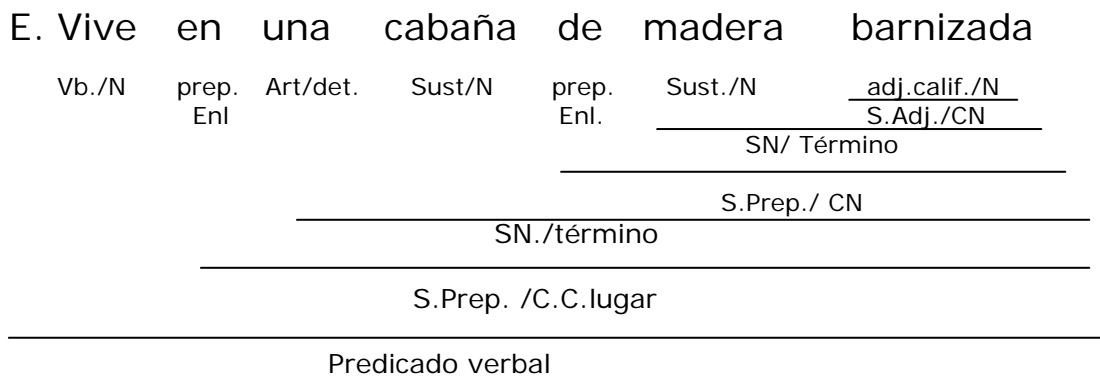 E. Vive en una cabaña de madera barnizada
Vb./N prep. Art/det. Sust/N prep. Sust./N adj.calif./N
Enl Enl. S.Adj./CN
SN/ Término
S.Prep./ CN
SN./término
S.Prep. /C.C.lugar
Predicado verbal